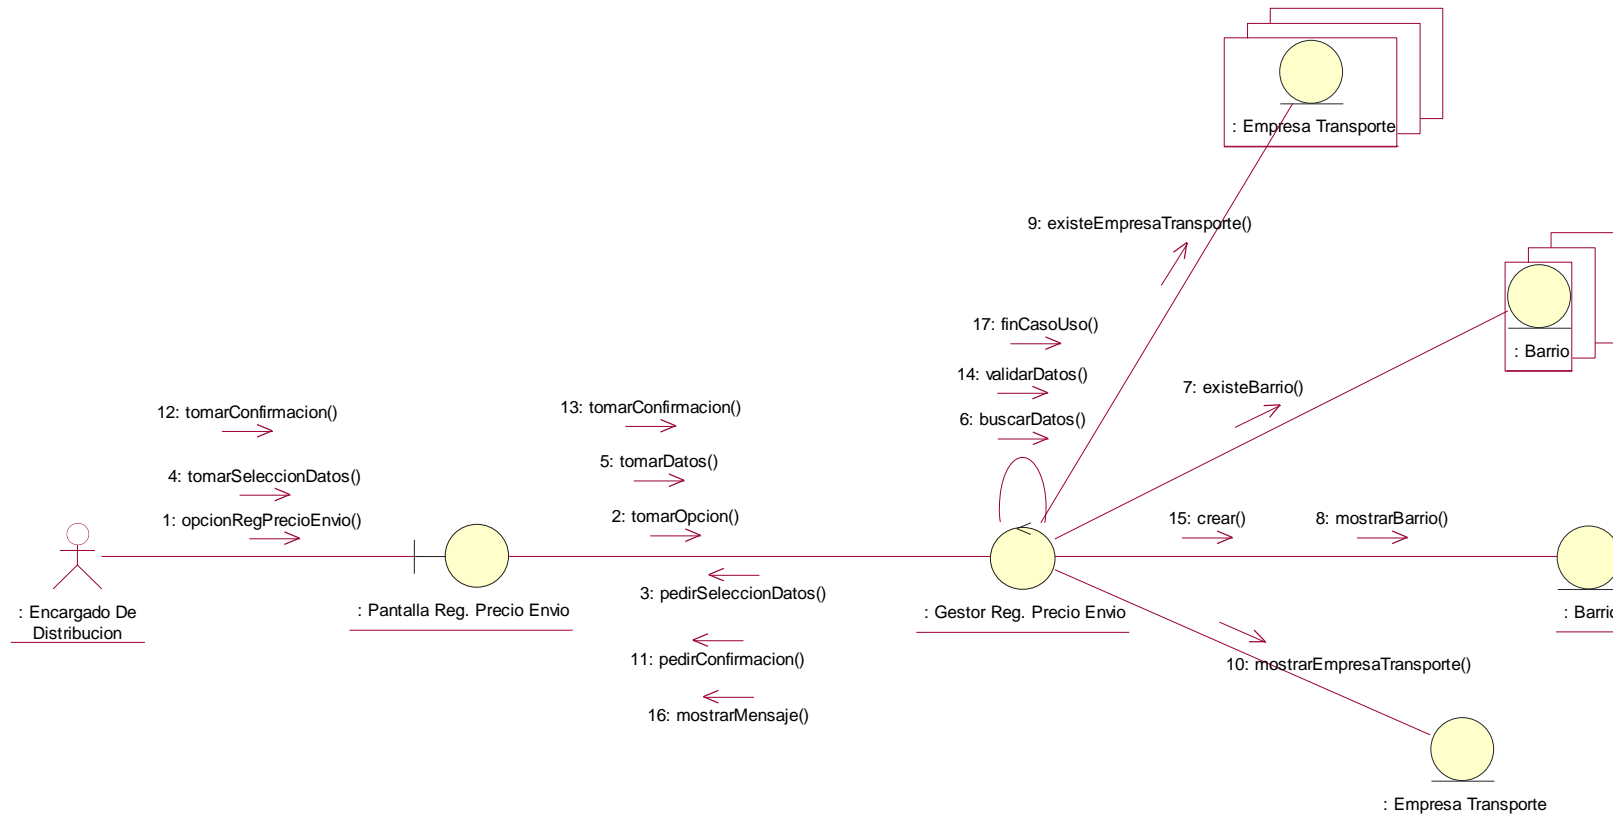 : Empresa Transporte
9: existeEmpresaTransporte()
17: finCasoUso()
14: validarDatos()
6: buscarDatos()
7: existeBarrio()
: Barrio
12: tomarConfirmacion()
4: tomarSeleccionDatos()
1: opcionRegPrecioEnvio()
13: tomarConfirmacion()
5: tomarDatos()
2: tomarOpcion()
15: crear()
8: mostrarBarrio()
: Encargado De
Distribucion
: Pantalla Reg. Precio Envio
3: pedirSeleccionDatos()
11: pedirConfirmacion()
16: mostrarMensaje()
: Gestor Reg. Precio Envio
: Barrio
10: mostrarEmpresaTransporte()
: Empresa Transporte